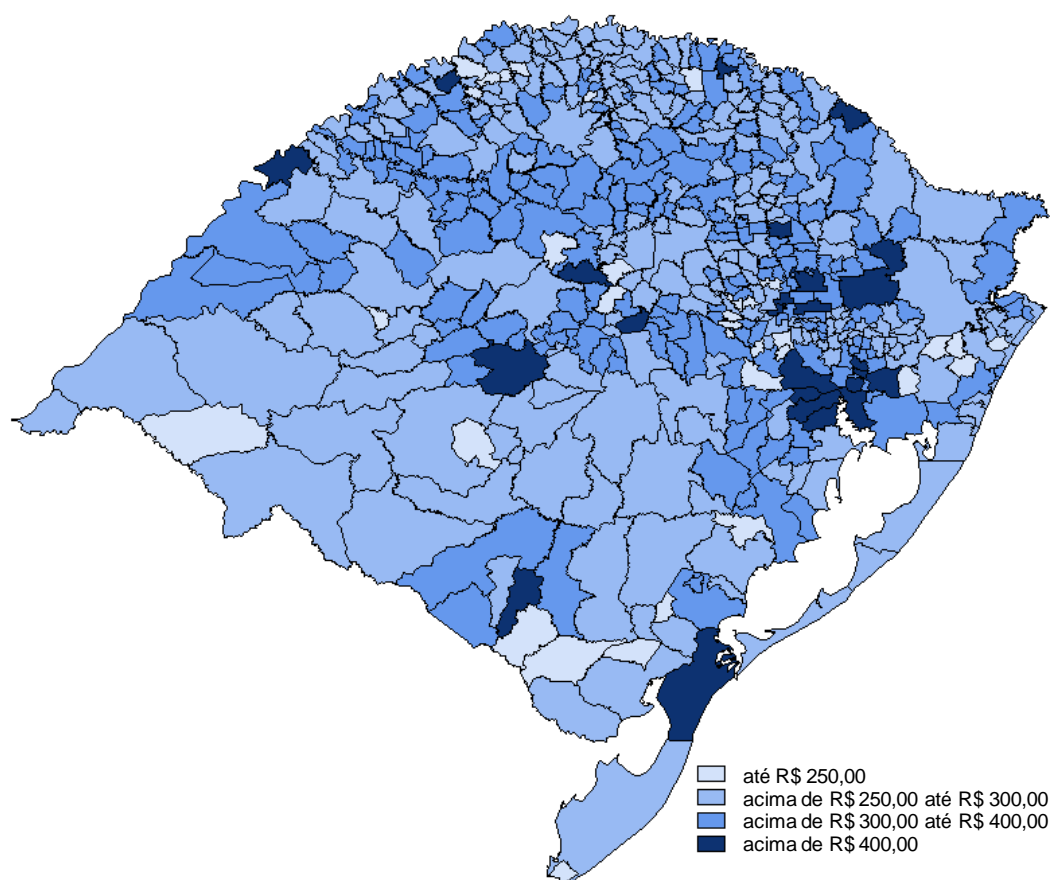 até R$ 250,00
acima de R$ 250,00 até R$ 300,00
acima de R$ 300,00 até R$ 400,00
acima de R$ 400,00